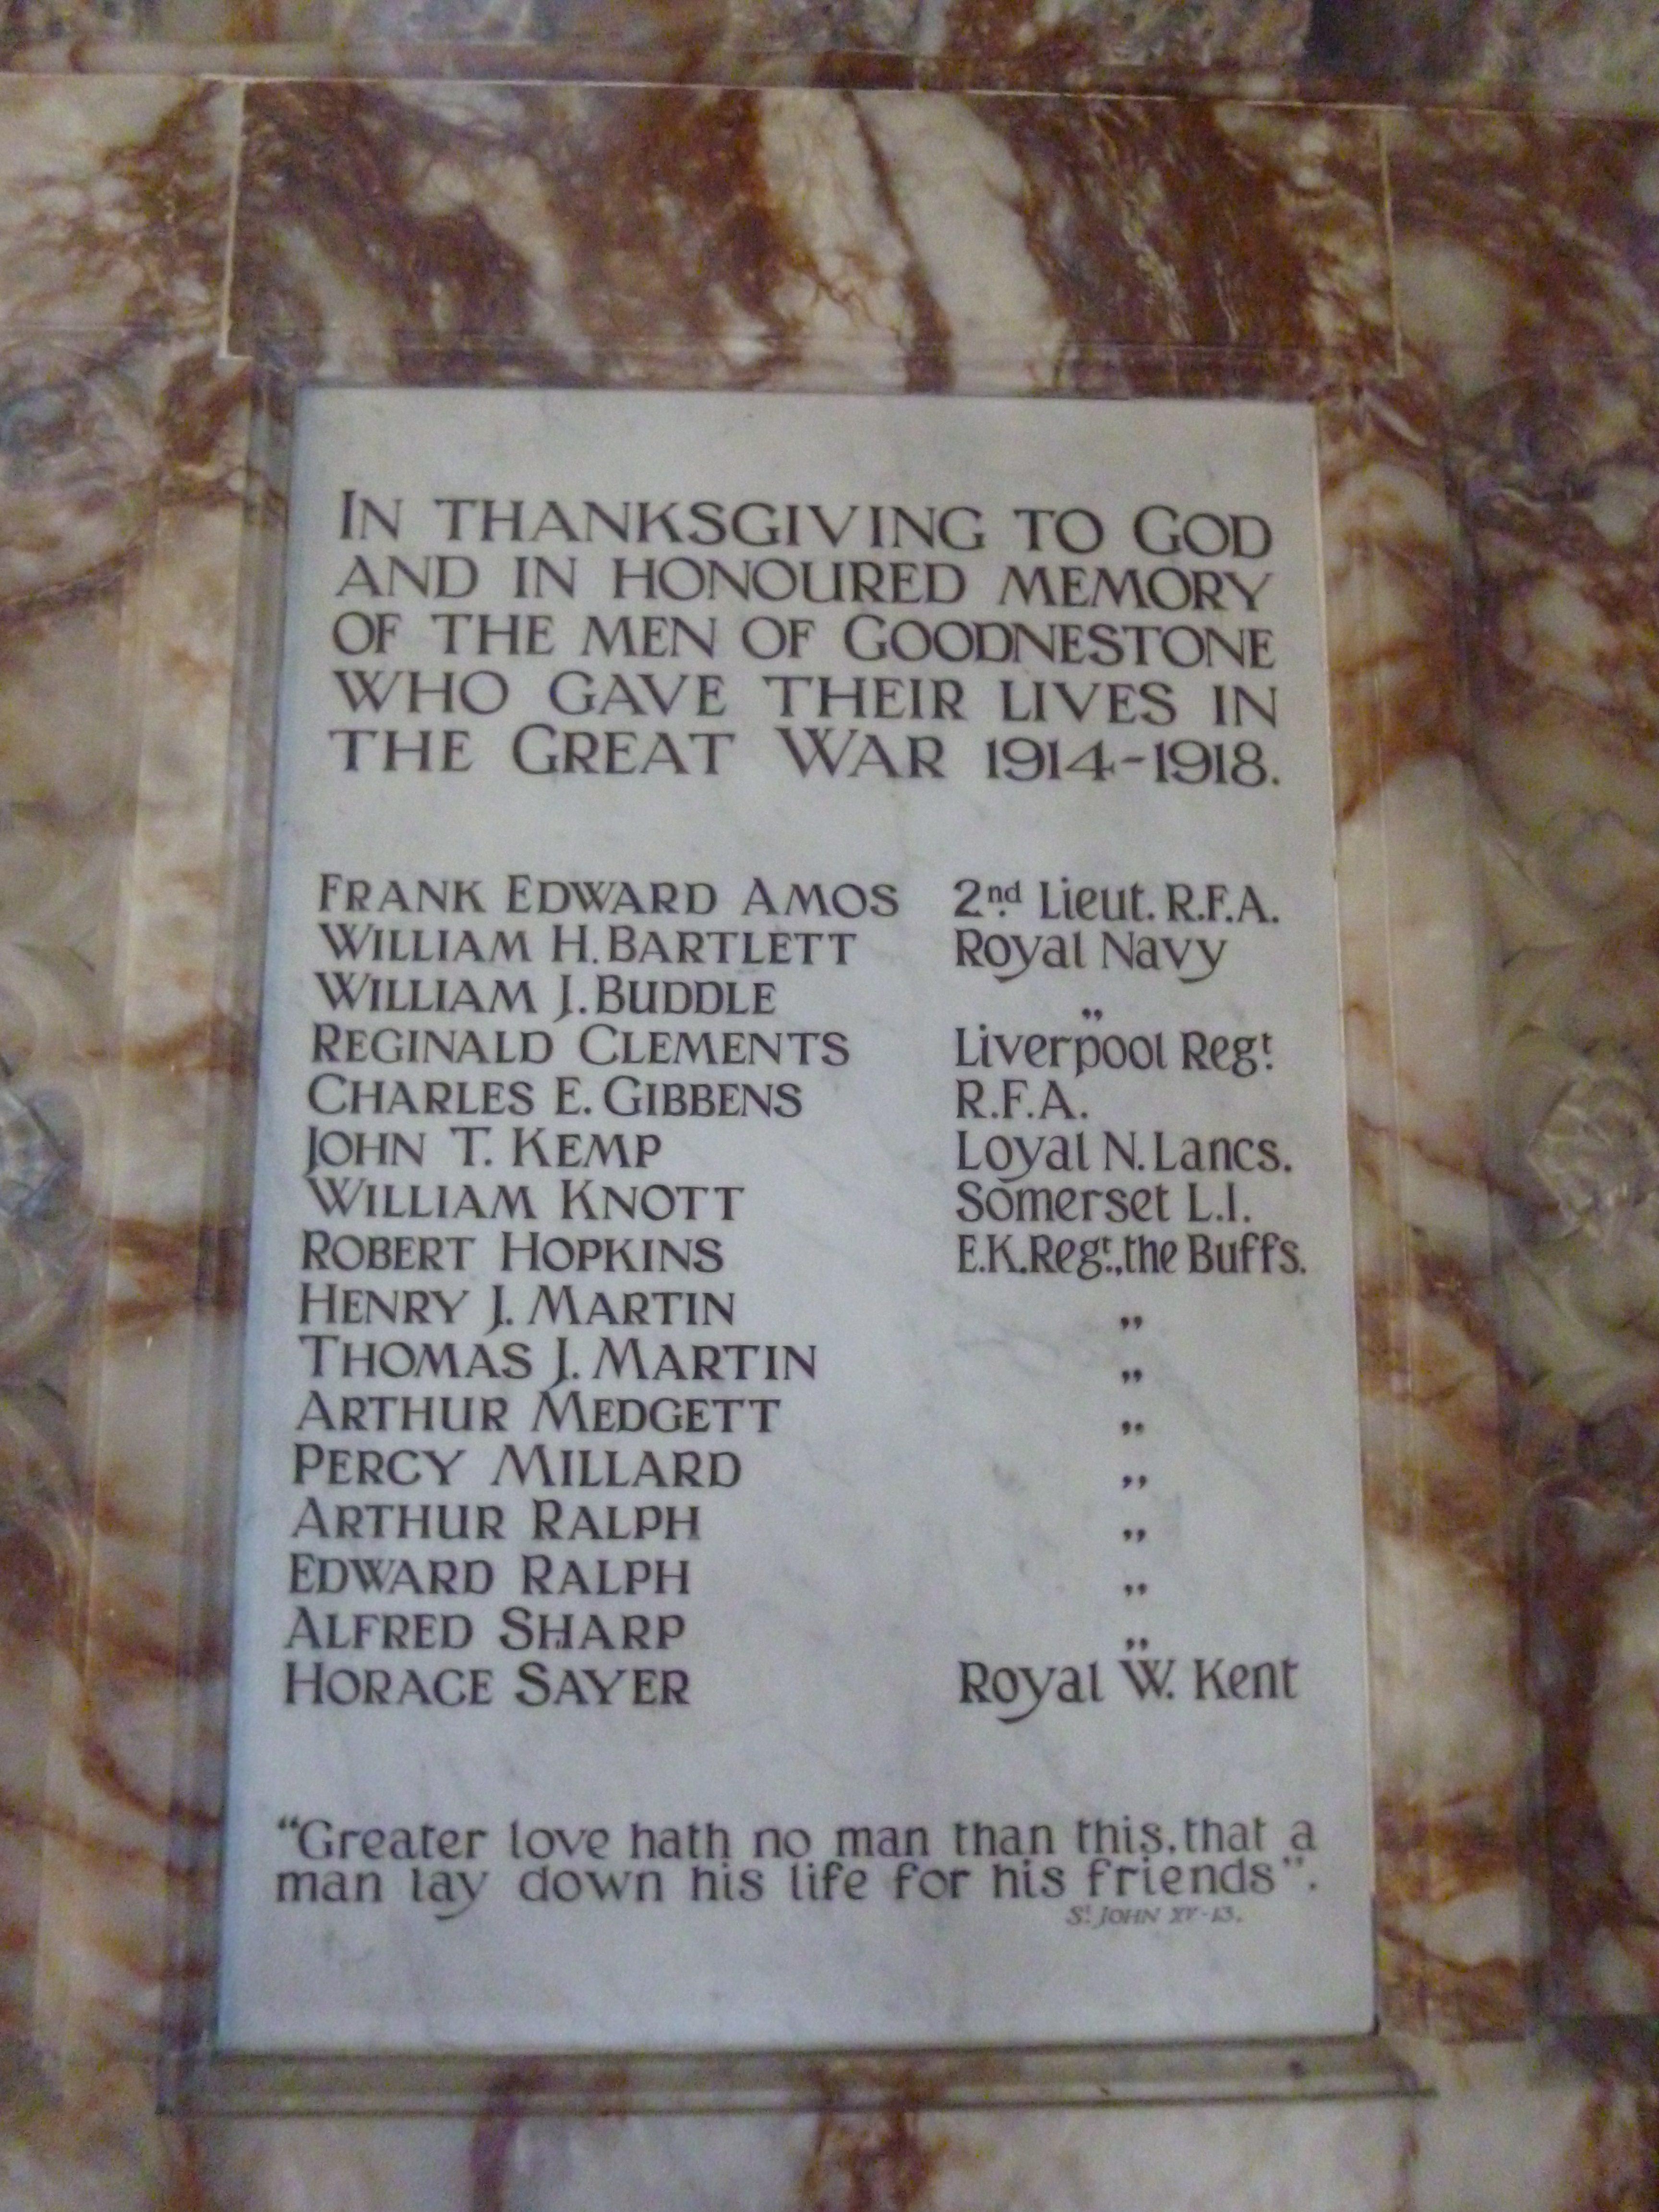 In thanksgiving to God
and in honoured memory
of the men of Goodnestone
who gave their lives in
the Great War 1914-1918.
Frank Edward Amos 2nd Lieut. R.F.A.
William H. Bartlett Royal Navy
William J. Buddle „
Reginald Clements Liverpool Regt.
Charles E. Gibbens R.F.A.
John T. Kemp Loyal N. Lancs.
William Knott Somerset L.I.
Robert Hopkins E.K. Regt., the Buffs.
Henry J. Martin „
Thomas J. Martin „
Arthur Medgett „
Percy Millard „
Arthur Ralph „
Edward Ralph „
Alfred Sharp „
Horace Sayer Royal W. Kent
"Greater love hath no man than this, that a
man lay down his life for his friends".
St. John XV-13.